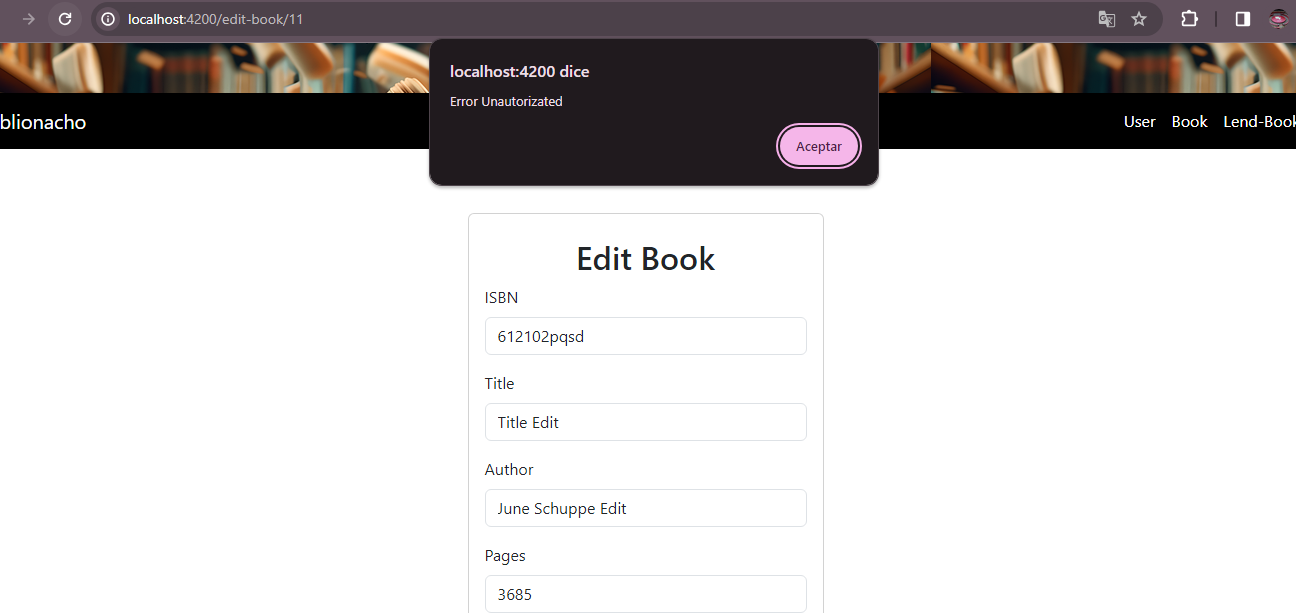 localhost:4200/edit-book/11
localhost:4200 dice
Error Unautorizated
Aceptar
blionacho
User Book Lend-Book
Edit Book
ISBN
612102pqsd
Title
Title Edit
Author
June Schuppe Edit
Pages
3685